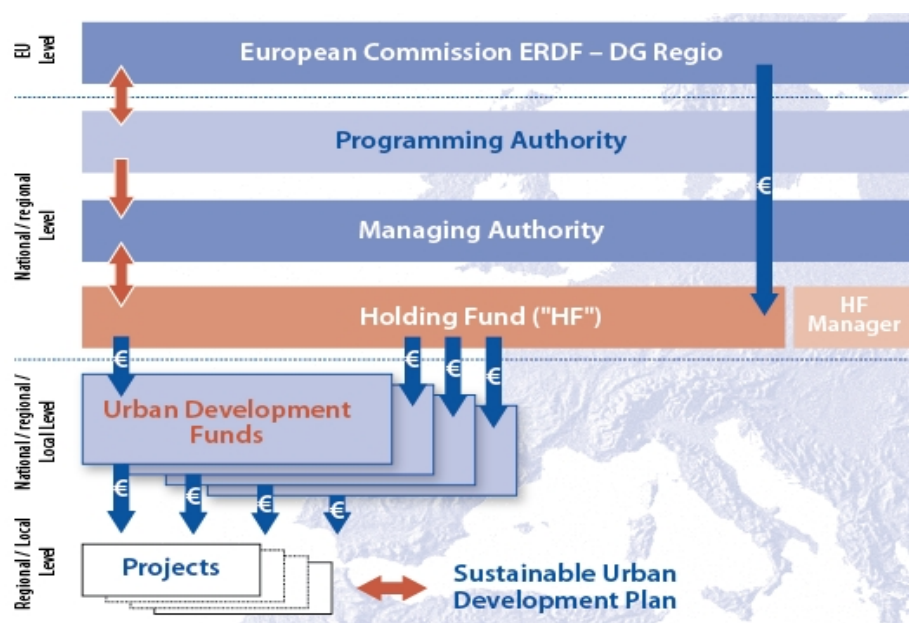 EU
Level
European Commission ERDF – DG Regio
Programming Authority
€
National / regional
Level
Managing Authority
Holding Fund ("HF")
HF
Manager
€
€
€
€
National / regional /
Local Level
Urban Development
Funds
€
€
€
€
Regional / Local
Level
Projects
Sustainable Urban
Development Plan